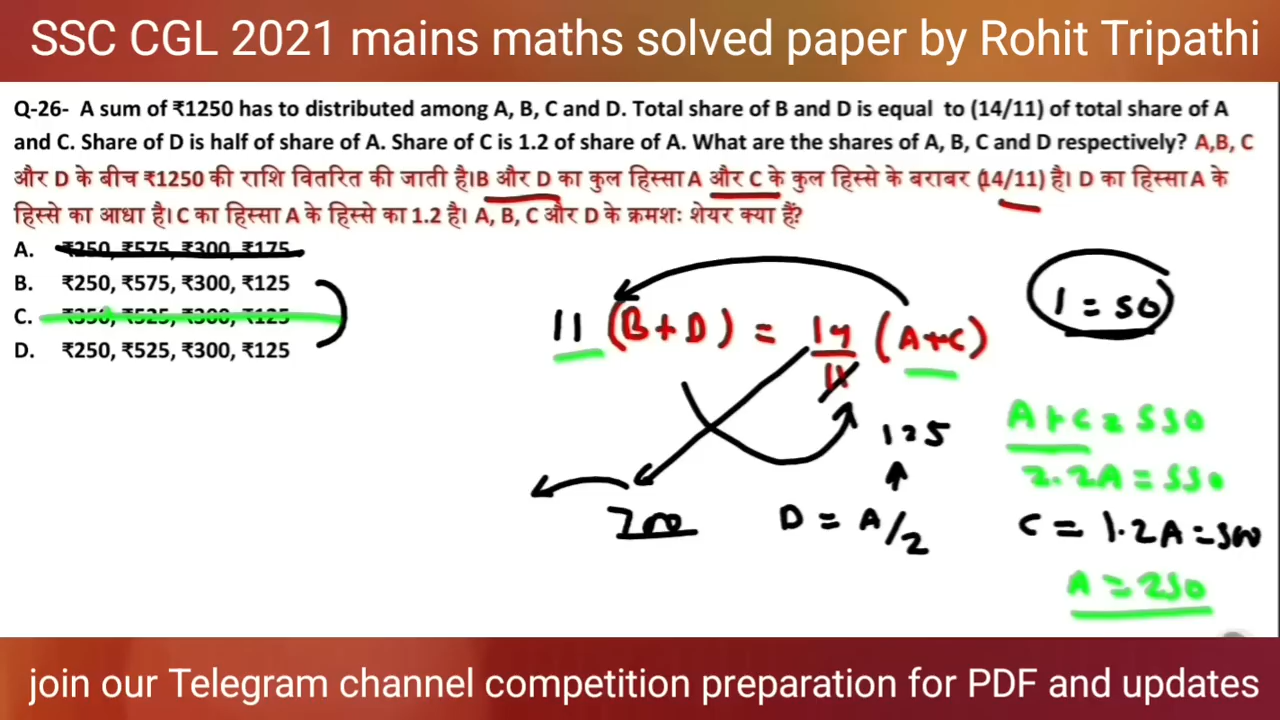 SSC CGL 2021 mains maths solved paper by Rohit Tripathi
Q-26- A sum of ₹1250 has to distributed among A, B, C and D. Total share of B and D is equal to (14/11) of total share of A
and C. Share of D is half of share of A. Share of C is 1.2 of share of A. What are the shares of A, B, C and D respectively? A,B, C
और D के बीच ₹1250 की राशि वितरित की जाती है।B और D का कुल हिस्सा A और C के कुल हिस्से के बराबर (14/11) है। D का हिस्सा A के
हिस्से का आधा है। C का हिस्सा A के हिस्से का 1.2 है। A, B, C और D के क्रमशः शेयर क्या हैं?
A. ₹250, ₹575, ₹300, ₹175
B. ₹250, ₹575, ₹300, ₹125
C. ₹350, ₹525, ₹300, ₹125
D. ₹250, ₹525, ₹300, ₹125
1 = 50
11 (B+D) = 14/11 (A+C)
A+C = 550
125
2.2A = 550
700
D = A/2
C = 1.2A = 300
A = 250
join our Telegram channel competition preparation for PDF and updates